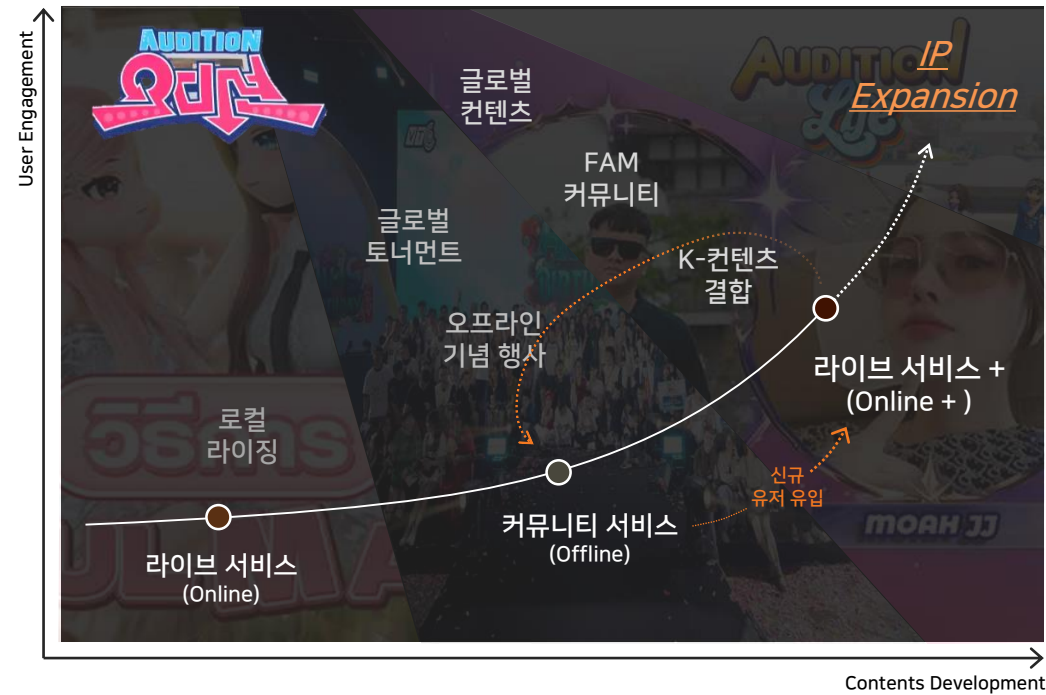 User Engagement
AUDITION
오디션
글로벌
컨텐츠
AUDITION
Life
IP
Expansion
FAM
커뮤니티
글로벌
토너먼트
K-컨텐츠
결합
오프라인
기념 행사
라이브 서비스 +
(Online + )
로컬
라이징
신규
유저 유입
커뮤니티 서비스
(Offline)
MOAH JJ
라이브 서비스
(Online)
Contents Development